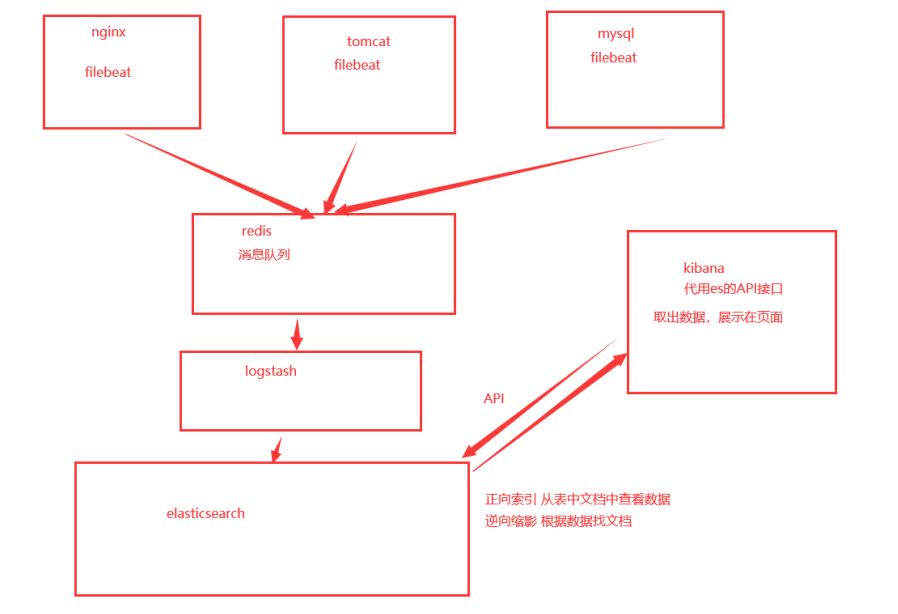 nginx
filebeat
tomcat
filebeat
mysql
filebeat
redis
消息队列
kibana
代用es的API接口
取出数据，展示在页面
logstash
API
elasticsearch
正向索引 从表中文档中查看数据
逆向缩影 根据数据找文档